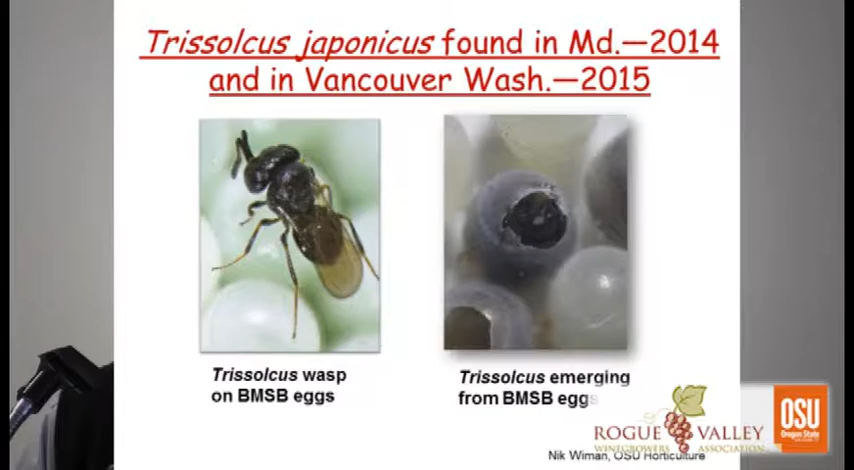 Trissolcus japonicus found in Md.—2014
and in Vancouver Wash.—2015
Trissolcus wasp
on BMSB eggs
Trissolcus emerging
from BMSB eggs
ROGUE VALLEY
WINEGROWERS ASSOCIATION
Nik Wiman, OSU Horticulture
OSU
Oregon State